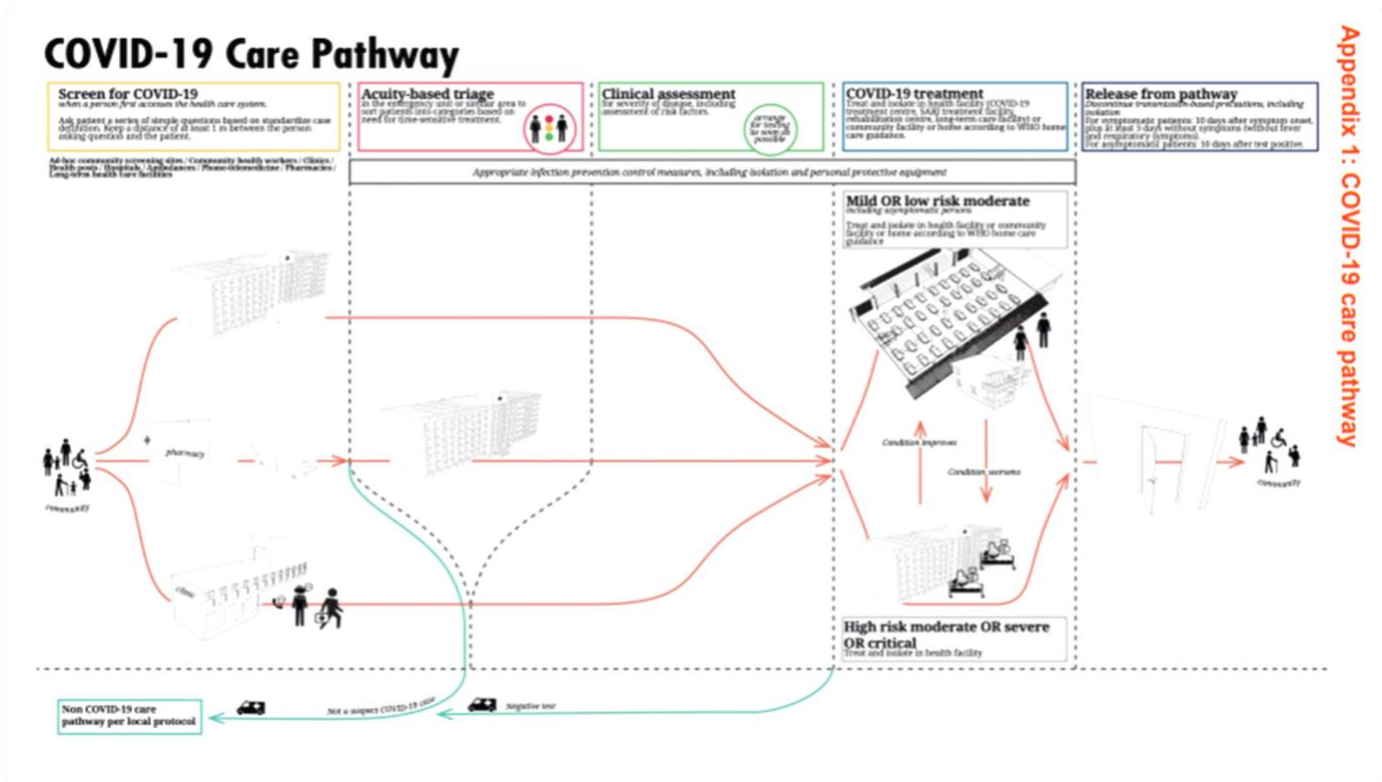 COVID-19 Care Pathway
Appendix 1: COVID-19 care pathway
Screen for COVID-19
when a person first accesses the health care system.
Ask patient a series of simple questions based on standardize case
definition. Keep a distance of at least 1 m between the person
asking question and the patient.
Ad-hoc community screening sites / Community health workers / Clinics /
Health posts / Hospitals / Ambulances / Phone-telemedicine / Pharmacies /
Long-term health care facilities
Acuity-based triage
in the emergency unit or similar area to
sort patients into categories based on
need for time-sensitive treatment.
Clinical assessment
for severity of disease, including
assessment of risk factors.
arrange
for testing
as soon as
possible
COVID-19 treatment
Treat and isolate in health facility (COVID-19
treatment centre, SARI treatment facility,
rehabilitation centre, long-term care facility) or
community facility or home according to WHO home
care guidance.
Release from pathway
Discontinue transmission-based precautions, including
isolation
For symptomatic patients: 10 days after symptom onset,
plus at least 3 days without symptoms (without fever
and respiratory symptoms).
For asymptomatic patients: 10 days after test positive.
Appropriate infection prevention control measures, including isolation and personal protective equipment
Mild OR low risk moderate
including asymptomatic persons
Treat and isolate in health facility or community
facility or home according to WHO home care
guidance
pharmacy
community
clinic
Condition improves
Condition worsens
community
High risk moderate OR severe
OR critical
Treat and isolate in health facility
Non COVID-19 care
pathway per local protocol
Not a suspect COVID-19 case
Negative test